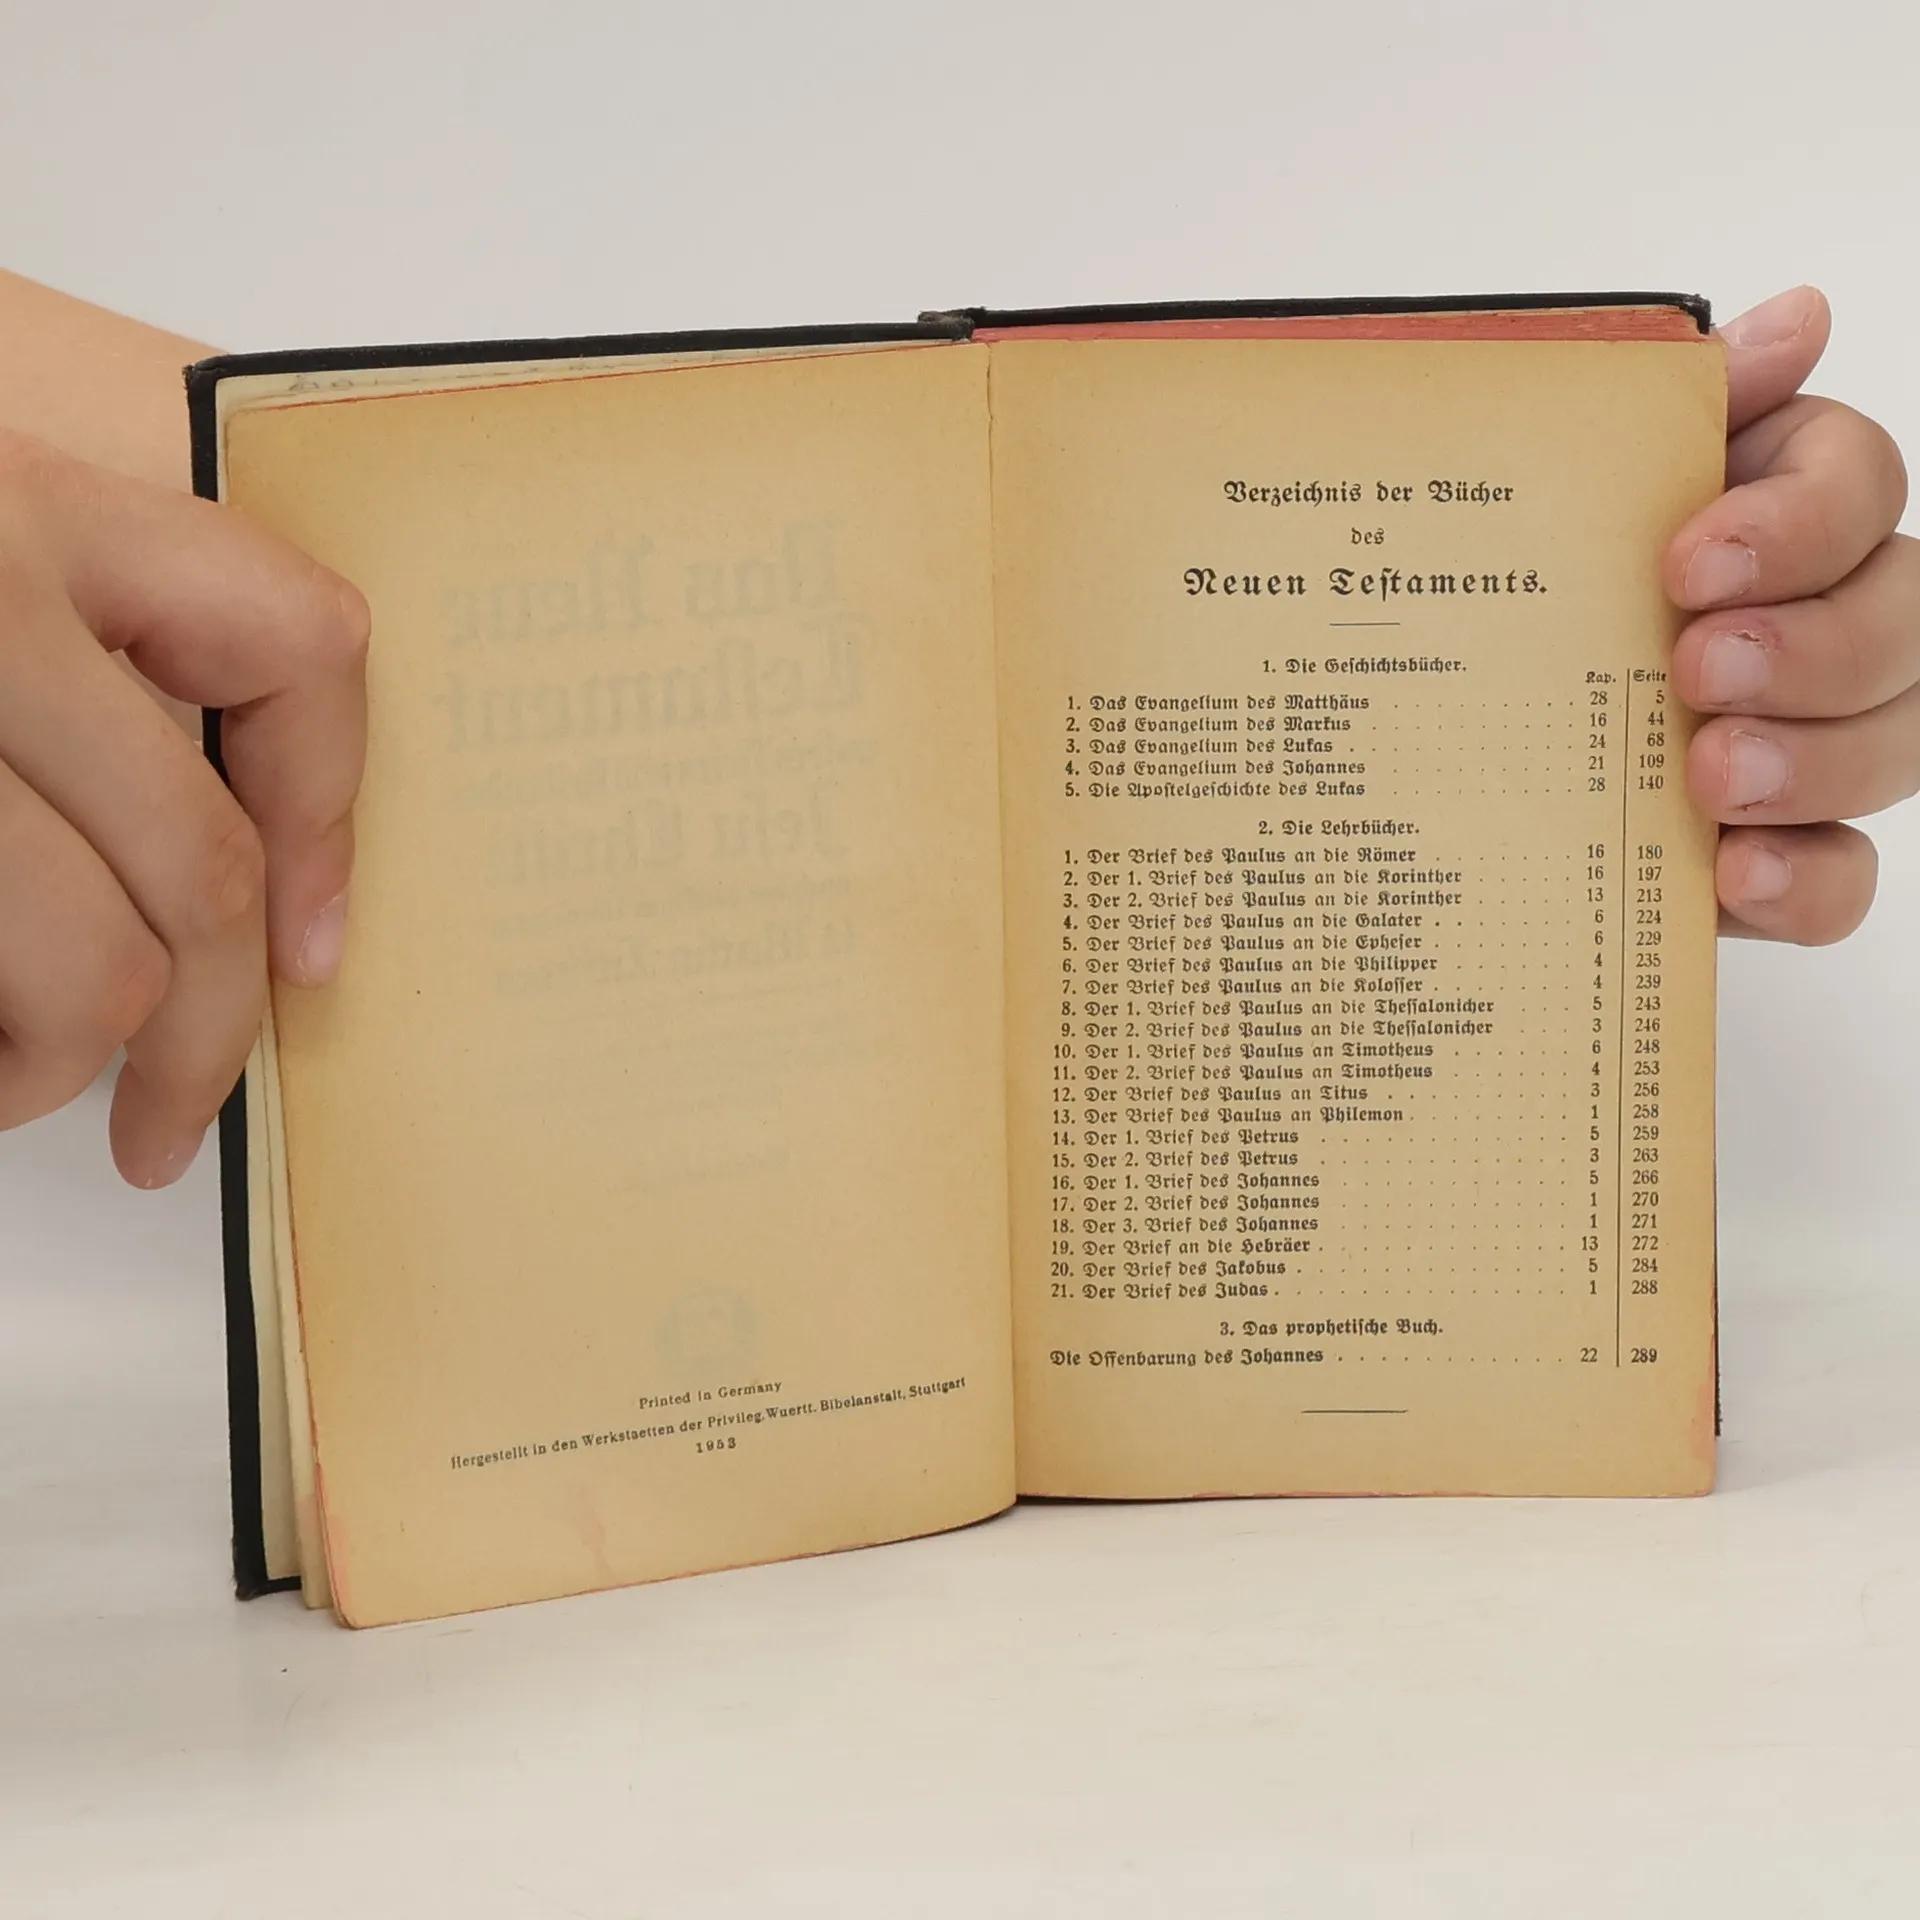 Printed in Germany
Hergestellt in den Werkstaetten der Privileg. Wuertt. Bibelanstalt, Stuttgart
1953
Verzeichnis der Bücher
des
Neuen Teſtaments.
1. Die Geſchichtsbücher.
Kap. Seite
1. Das Evangelium des Matthäus . . . . . . . . . 28 5
2. Das Evangelium des Markus . . . . . . . . . . 16 44
3. Das Evangelium des Lukas . . . . . . . . . . . 24 68
4. Das Evangelium des Johannes . . . . . . . . . 21 109
5. Die Apoſtelgeſchichte des Lukas . . . . . . . . . 28 140
2. Die Lehrbücher.
1. Der Brief des Paulus an die Römer . . . . . . . 16 180
2. Der 1. Brief des Paulus an die Korinther . . . . . 16 197
3. Der 2. Brief des Paulus an die Korinther . . . . . 13 213
4. Der Brief des Paulus an die Galater . . . . . . . 6 224
5. Der Brief des Paulus an die Epheſer . . . . . . . 6 229
6. Der Brief des Paulus an die Philipper . . . . . . 4 235
7. Der Brief des Paulus an die Koloſſer . . . . . . . 4 239
8. Der 1. Brief des Paulus an die Theſſalonicher . . . 5 243
9. Der 2. Brief des Paulus an die Theſſalonicher . . . 3 246
10. Der 1. Brief des Paulus an Timotheus . . . . . . 6 248
11. Der 2. Brief des Paulus an Timotheus . . . . . . 4 253
12. Der Brief des Paulus an Titus . . . . . . . . . 3 256
13. Der Brief des Paulus an Philemon . . . . . . . . 1 258
14. Der 1. Brief des Petrus . . . . . . . . . . . . 5 259
15. Der 2. Brief des Petrus . . . . . . . . . . . . 3 263
16. Der 1. Brief des Johannes . . . . . . . . . . . 5 266
17. Der 2. Brief des Johannes . . . . . . . . . . . 1 270
18. Der 3. Brief des Johannes . . . . . . . . . . . 1 271
19. Der Brief an die Hebräer . . . . . . . . . . . . 13 272
20. Der Brief des Jakobus . . . . . . . . . . . . . 5 284
21. Der Brief des Judas . . . . . . . . . . . . . . 1 288
3. Das prophetiſche Buch.
Die Offenbarung des Johannes . . . . . . . . . . . 22 289